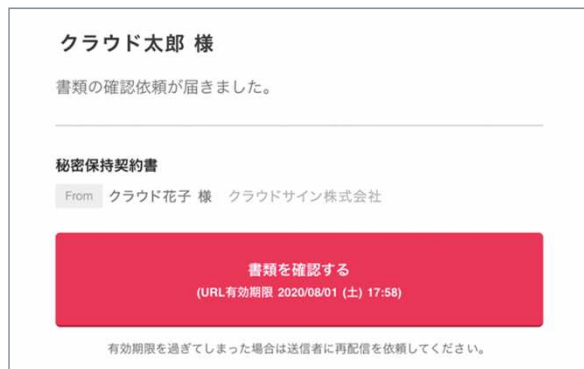 クラウド太郎 様
書類の確認依頼が届きました。
秘密保持契約書
From クラウド花子 様 クラウドサイン株式会社
書類を確認する
(URL有効期限 2020/08/01 (土) 17:58)
有効期限を過ぎてしまった場合は送信者に再配信を依頼してください。